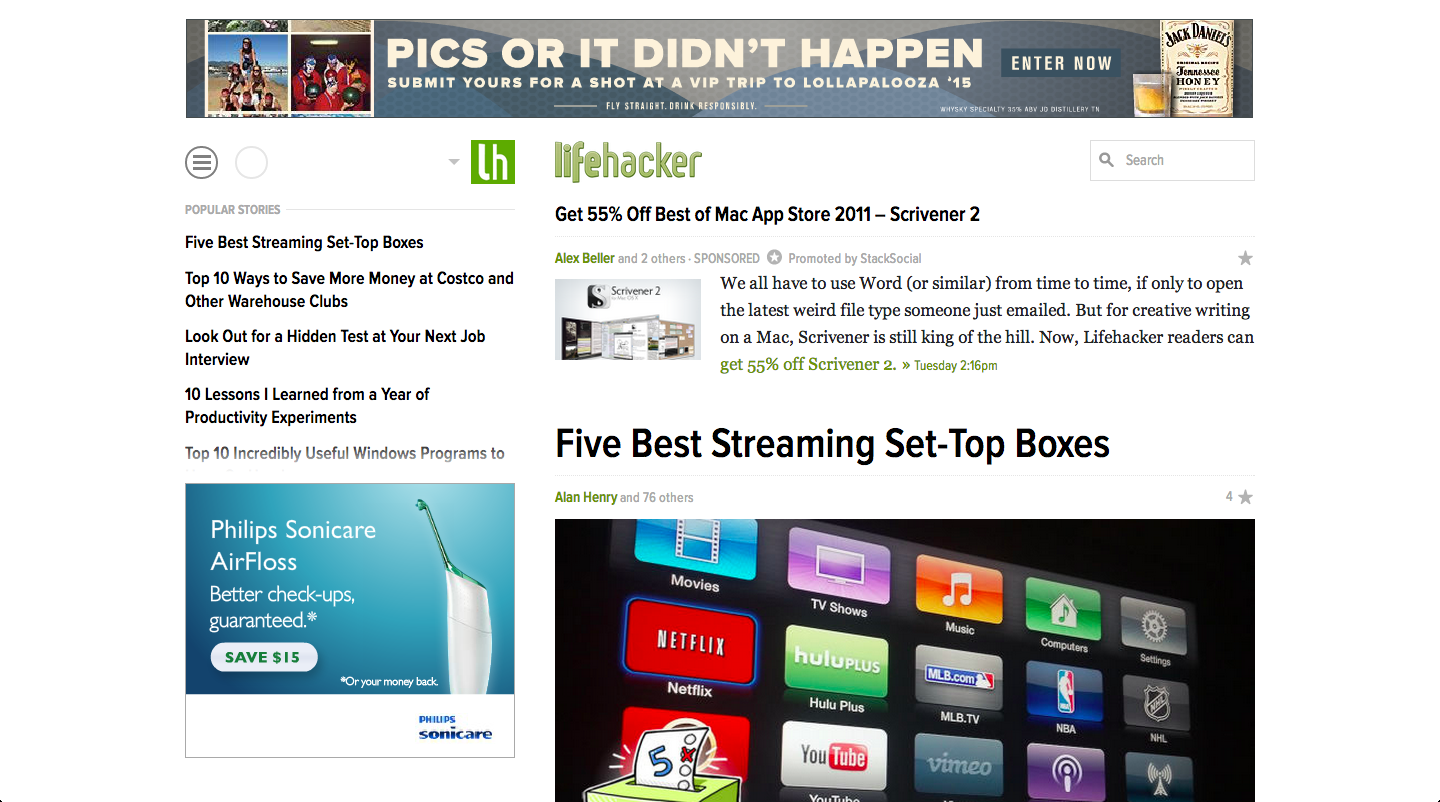 PICS OR IT DIDN'T HAPPEN
SUBMIT YOURS FOR A SHOT AT A VIP TRIP TO LOLLAPALOOZA '15
FLY STRAIGHT. DRINK RESPONSIBLY.
ENTER NOW
WHYSKY SPECIALTY 35% ABV JD DISTILLERY TN
JACK DANIEL'S
Tennessee
HONEY
lh
lifehacker
Search
POPULAR STORIES
Five Best Streaming Set-Top Boxes
Top 10 Ways to Save More Money at Costco and
Other Warehouse Clubs
Look Out for a Hidden Test at Your Next Job
Interview
10 Lessons I Learned from a Year of
Productivity Experiments
Top 10 Incredibly Useful Windows Programs to
Philips Sonicare
AirFloss
Better check-ups,
guaranteed.*
SAVE $15
*Or your money back.
PHILIPS
sonicare
Get 55% Off Best of Mac App Store 2011 – Scrivener 2
Alex Beller and 2 others · SPONSORED Promoted by StackSocial
Scrivener 2
for Mac OS X
We all have to use Word (or similar) from time to time, if only to open
the latest weird file type someone just emailed. But for creative writing
on a Mac, Scrivener is still king of the hill. Now, Lifehacker readers can
get 55% off Scrivener 2. » Tuesday 2:16pm
Five Best Streaming Set-Top Boxes
Alan Henry and 76 others
4
Movies
TV Shows
Music
Computers
Settings
NETFLIX
Netflix
huluPLUS
Hulu Plus
MLB.com
MLB.TV
NBA
NBA
NHL
NHL
5
YouTube
YouTube
vimeo